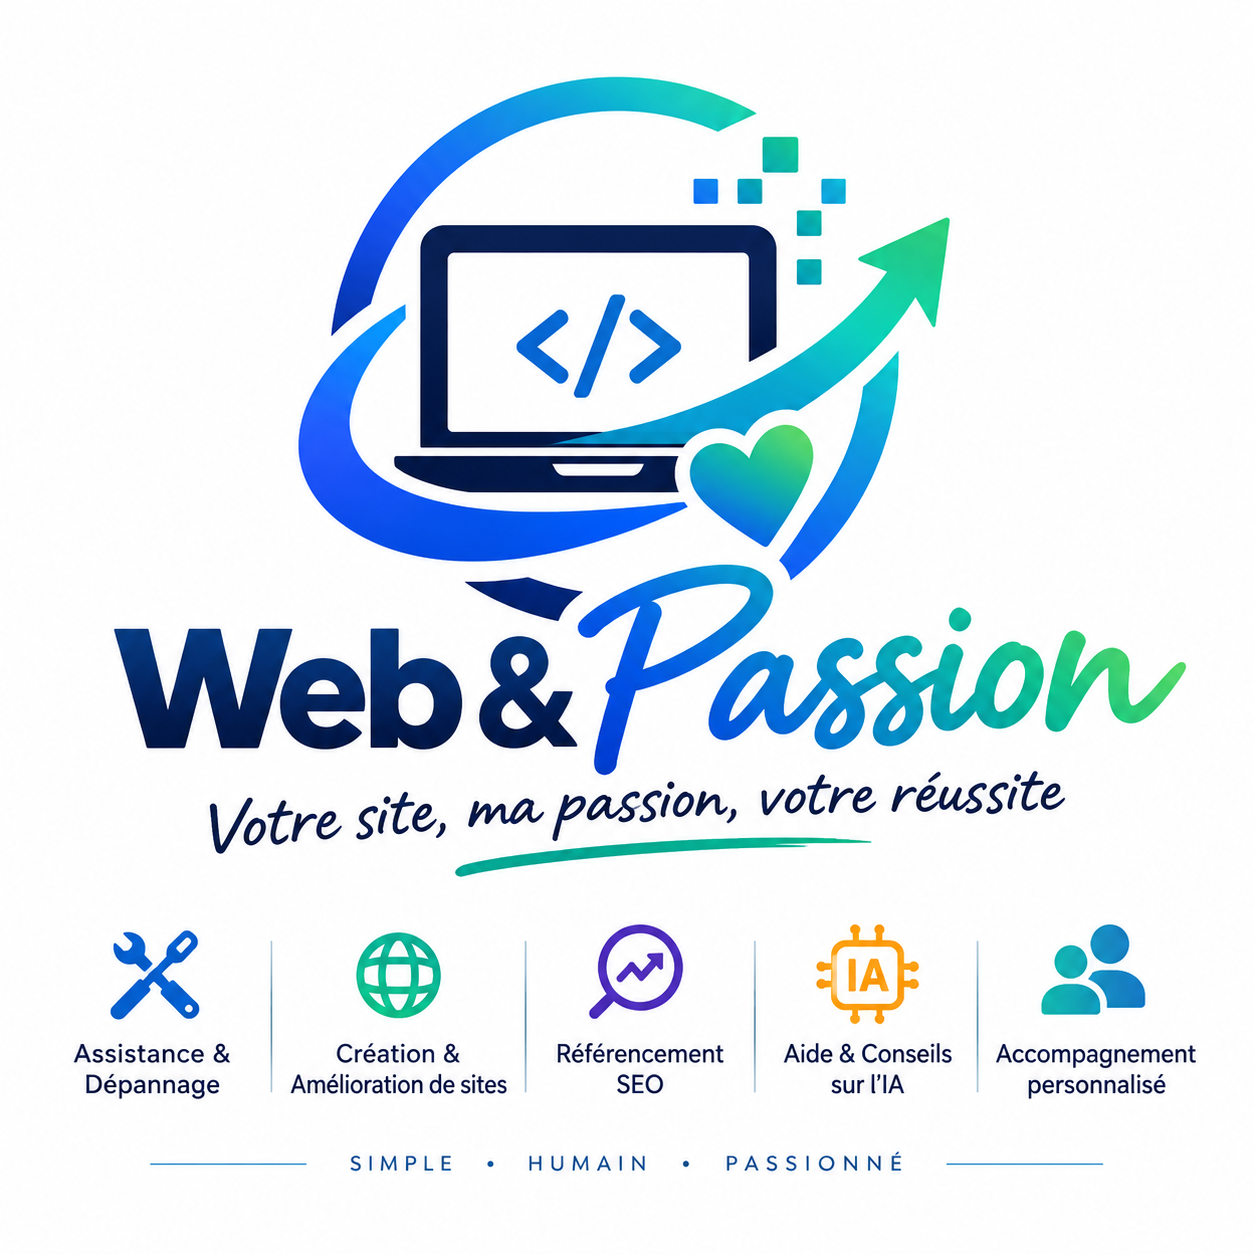 </>
Web & Passion
Votre site, ma passion, votre réussite
IA
Assistance &
Dépannage
Création &
Amélioration de sites
Référencement
SEO
Aide & Conseils
sur l'IA
Accompagnement
personnalisé
SIMPLE • HUMAIN • PASSIONNÉ